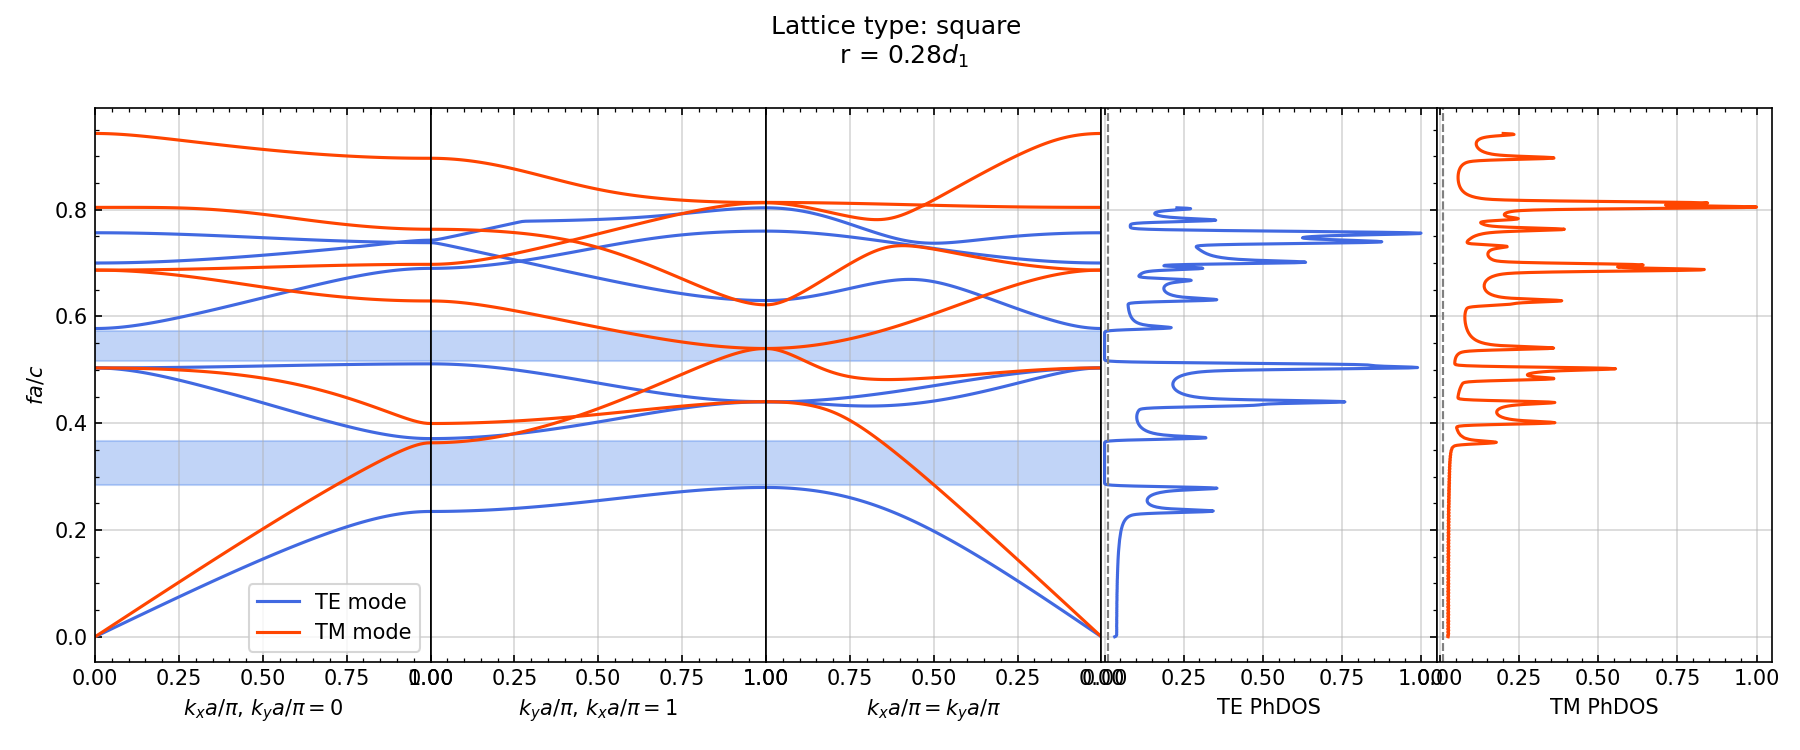 Lattice type: square
r = 0.28d₁
fa/c
0.8
0.6
0.4
0.2
0.0
TE mode
TM mode
0.00 0.25 0.50 0.75 1.00 0.00 0.25 0.50 0.75 1.00 1.00 0.75 0.50 0.25 0.00 0.00 0.25 0.50 0.75 1.00 0.00 0.25 0.50 0.75 1.00
kₓa/π, kᵧa/π = 0
kᵧa/π, kₓa/π = 1
kₓa/π = kᵧa/π
TE PhDOS
TM PhDOS